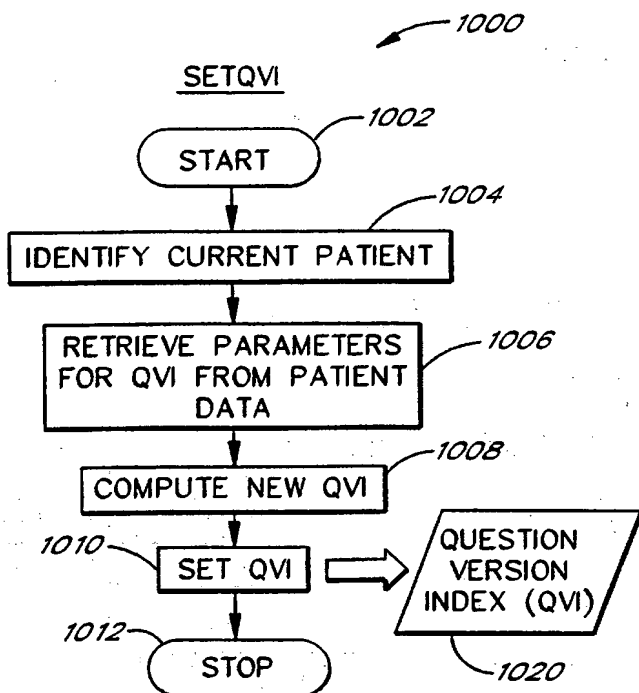 1000
SETQVI
1002
START
1004
IDENTIFY CURRENT PATIENT
RETRIEVE PARAMETERS
FOR QVI FROM PATIENT
DATA
1006
1008
COMPUTE NEW QVI
1010
SET QVI
QUESTION
VERSION
INDEX (QVI)
1012
STOP
1020